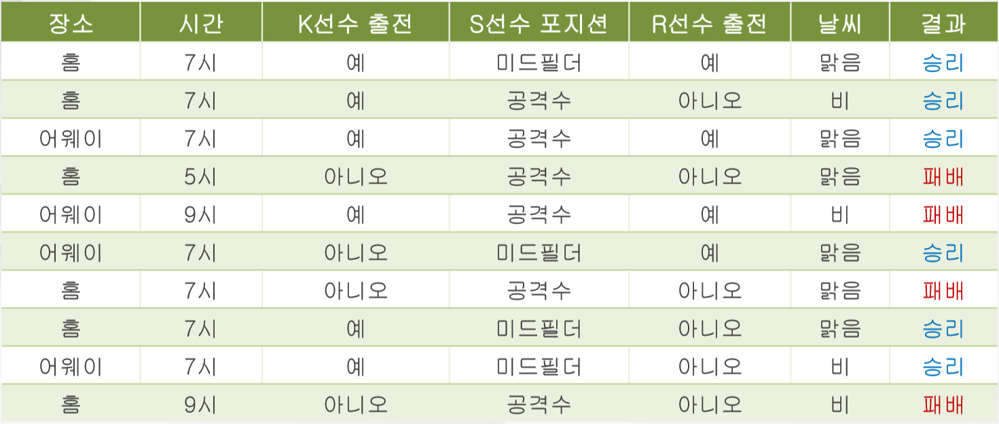 장소 시간 K선수 출전 S선수 포지션 R선수 출전 날씨 결과
홈 7시 예 미드필더 예 맑음 승리
홈 7시 예 공격수 아니오 비 승리
어웨이 7시 예 공격수 예 맑음 승리
홈 5시 아니오 공격수 아니오 맑음 패배
어웨이 9시 예 공격수 예 비 패배
어웨이 7시 아니오 미드필더 예 맑음 승리
홈 7시 아니오 공격수 아니오 맑음 패배
홈 7시 예 미드필더 아니오 맑음 승리
어웨이 7시 예 미드필더 아니오 비 승리
홈 9시 아니오 공격수 아니오 비 패배